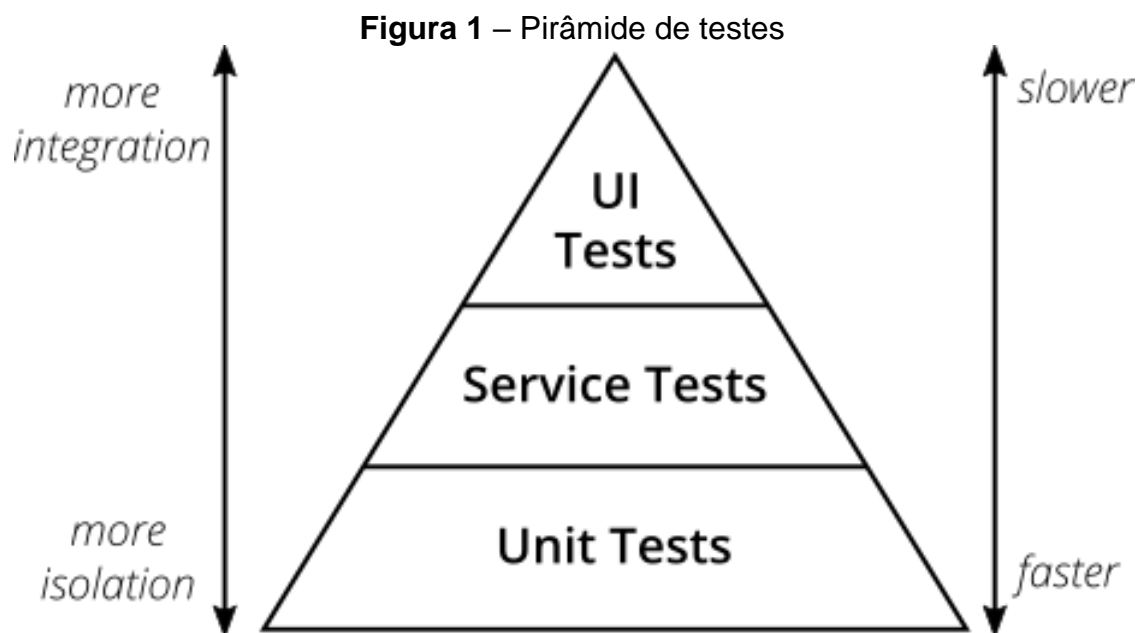 Figura 1 – Pirâmide de testes
more
integration
slower
UI
Tests
Service Tests
Unit Tests
more
isolation
faster